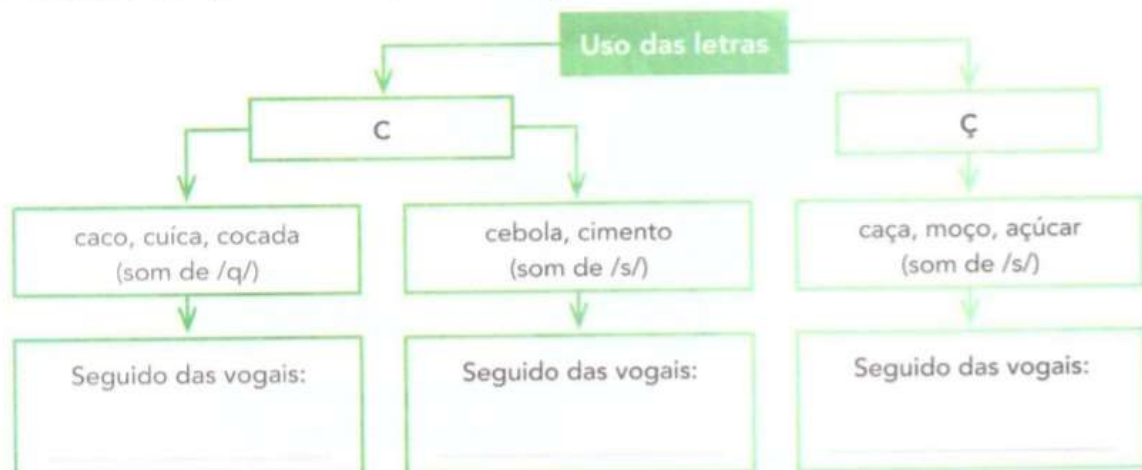 Uso das letras
C
Ç
caco, cuíca, cocada
(som de /q/)
cebola, cimento
(som de /s/)
caça, moço, açúcar
(som de /s/)
Seguido das vogais:
Seguido das vogais:
Seguido das vogais: